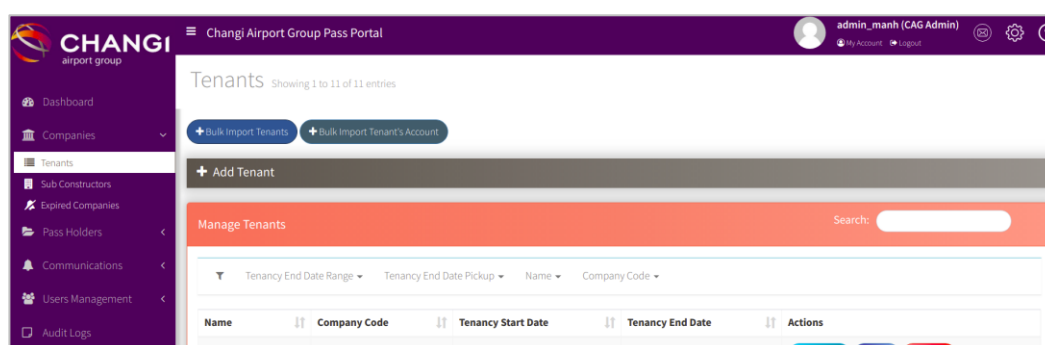 CHANGI
airport group
Changi Airport Group Pass Portal
admin_manh (CAG Admin)
My Account Logout
Dashboard
Companies
Tenants
Sub Constructors
Expired Companies
Pass Holders
Communications
Users Management
Audit Logs
Tenants Showing 1 to 11 of 11 entries
+ Bulk Import Tenants + Bulk Import Tenant's Account
+ Add Tenant
Manage Tenants Search:
Tenancy End Date Range Tenancy End Date Pickup Name Company Code
Name Company Code Tenancy Start Date Tenancy End Date Actions